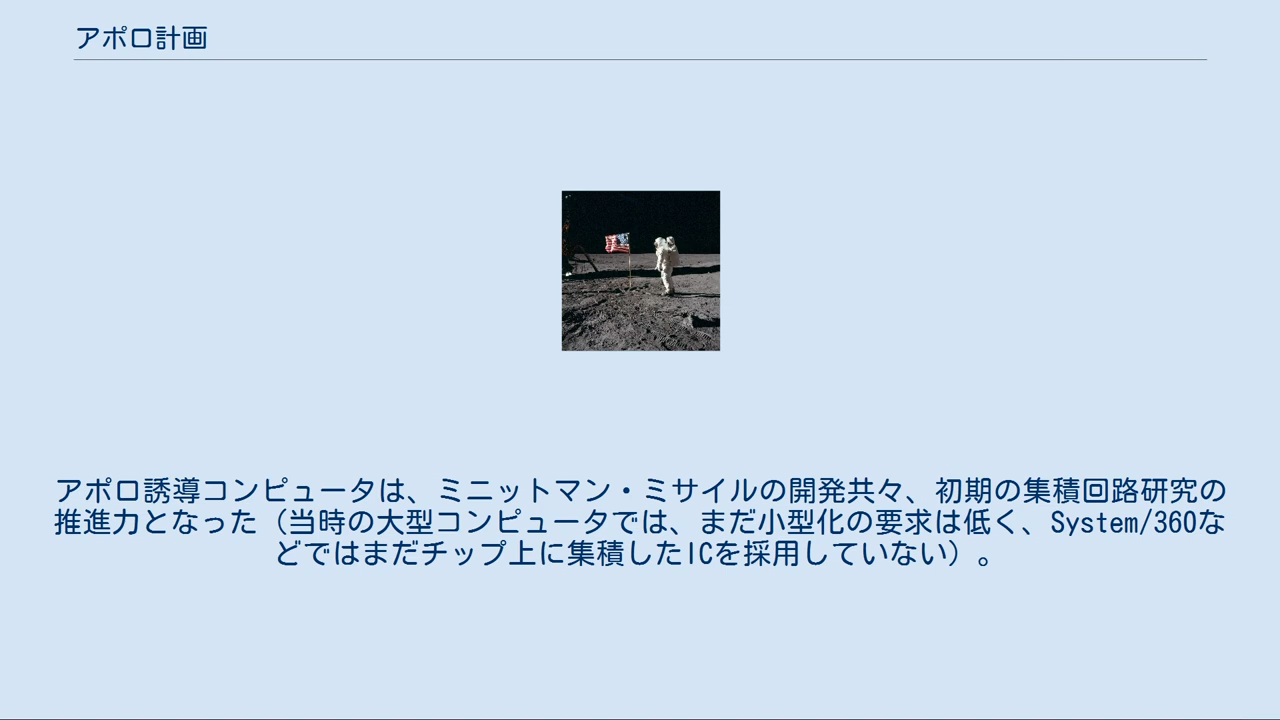 アポロ計画
アポロ誘導コンピュータは、ミニットマン・ミサイルの開発共々、初期の集積回路研究の
推進力となった（当時の大型コンピュータでは、まだ小型化の要求は低く、System/360な
どではまだチップ上に集積したICを採用していない）。